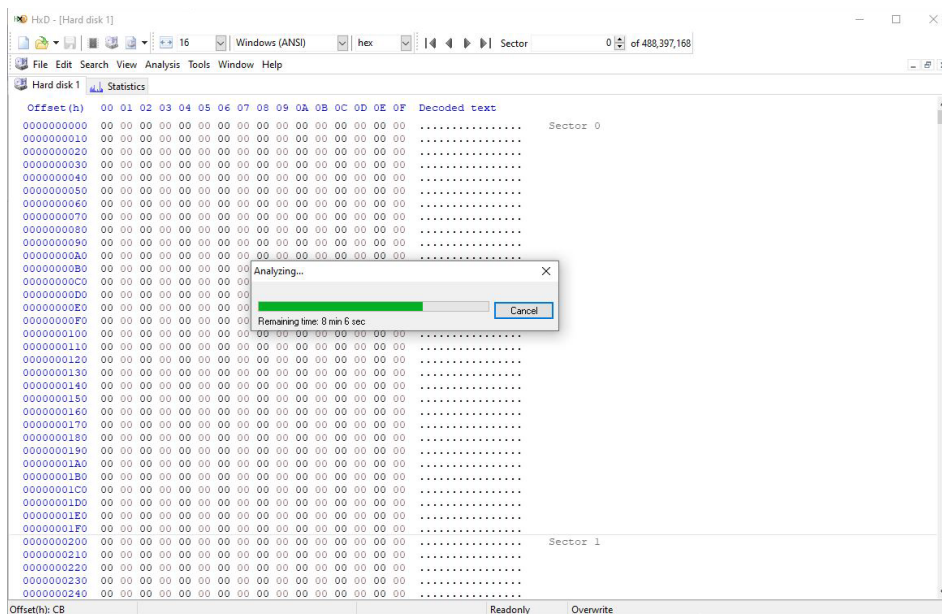 HxD - [Hard disk 1]
16 Windows (ANSI) hex Sector 0 of 488,397,168
File Edit Search View Analysis Tools Window Help
Hard disk 1 Statistics
Offset(h) 00 01 02 03 04 05 06 07 08 09 0A 0B 0C 0D 0E 0F Decoded text
0000000000 00 00 00 00 00 00 00 00 00 00 00 00 00 00 00 00 ................ Sector 0
0000000010 00 00 00 00 00 00 00 00 00 00 00 00 00 00 00 00 ................
0000000020 00 00 00 00 00 00 00 00 00 00 00 00 00 00 00 00 ................
0000000030 00 00 00 00 00 00 00 00 00 00 00 00 00 00 00 00 ................
0000000040 00 00 00 00 00 00 00 00 00 00 00 00 00 00 00 00 ................
0000000050 00 00 00 00 00 00 00 00 00 00 00 00 00 00 00 00 ................
0000000060 00 00 00 00 00 00 00 00 00 00 00 00 00 00 00 00 ................
0000000070 00 00 00 00 00 00 00 00 00 00 00 00 00 00 00 00 ................
0000000080 00 00 00 00 00 00 00 00 00 00 00 00 00 00 00 00 ................
0000000090 00 00 00 00 00 00 00 00 00 00 00 00 00 00 00 00 ................
00000000A0 00 00 00 00 00 00 00 00 00 00 00 00 00 00 00 00 ................
00000000B0 00 00 00 00 00 00 00 00
Analyzing...
00000000C0 00 00 00 00 00 00 00 00
00000000D0 00 00 00 00 00 00 00 00
00000000E0 00 00 00 00 00 00 00 00
Cancel
00000000F0 00 00 00 00 00 00 00 00
Remaining time: 8 min 6 sec
0000000100 00 00 00 00 00 00 00 00 00 00 00 00 00 00 00 00 ................
0000000110 00 00 00 00 00 00 00 00 00 00 00 00 00 00 00 00 ................
0000000120 00 00 00 00 00 00 00 00 00 00 00 00 00 00 00 00 ................
0000000130 00 00 00 00 00 00 00 00 00 00 00 00 00 00 00 00 ................
0000000140 00 00 00 00 00 00 00 00 00 00 00 00 00 00 00 00 ................
0000000150 00 00 00 00 00 00 00 00 00 00 00 00 00 00 00 00 ................
0000000160 00 00 00 00 00 00 00 00 00 00 00 00 00 00 00 00 ................
0000000170 00 00 00 00 00 00 00 00 00 00 00 00 00 00 00 00 ................
0000000180 00 00 00 00 00 00 00 00 00 00 00 00 00 00 00 00 ................
0000000190 00 00 00 00 00 00 00 00 00 00 00 00 00 00 00 00 ................
00000001A0 00 00 00 00 00 00 00 00 00 00 00 00 00 00 00 00 ................
00000001B0 00 00 00 00 00 00 00 00 00 00 00 00 00 00 00 00 ................
00000001C0 00 00 00 00 00 00 00 00 00 00 00 00 00 00 00 00 ................
00000001D0 00 00 00 00 00 00 00 00 00 00 00 00 00 00 00 00 ................
00000001E0 00 00 00 00 00 00 00 00 00 00 00 00 00 00 00 00 ................
00000001F0 00 00 00 00 00 00 00 00 00 00 00 00 00 00 00 00 ................
0000000200 00 00 00 00 00 00 00 00 00 00 00 00 00 00 00 00 ................ Sector 1
0000000210 00 00 00 00 00 00 00 00 00 00 00 00 00 00 00 00 ................
0000000220 00 00 00 00 00 00 00 00 00 00 00 00 00 00 00 00 ................
0000000230 00 00 00 00 00 00 00 00 00 00 00 00 00 00 00 00 ................
0000000240 00 00 00 00 00 00 00 00 00 00 00 00 00 00 00 00 ................
Offset(h): CB Readonly Overwrite